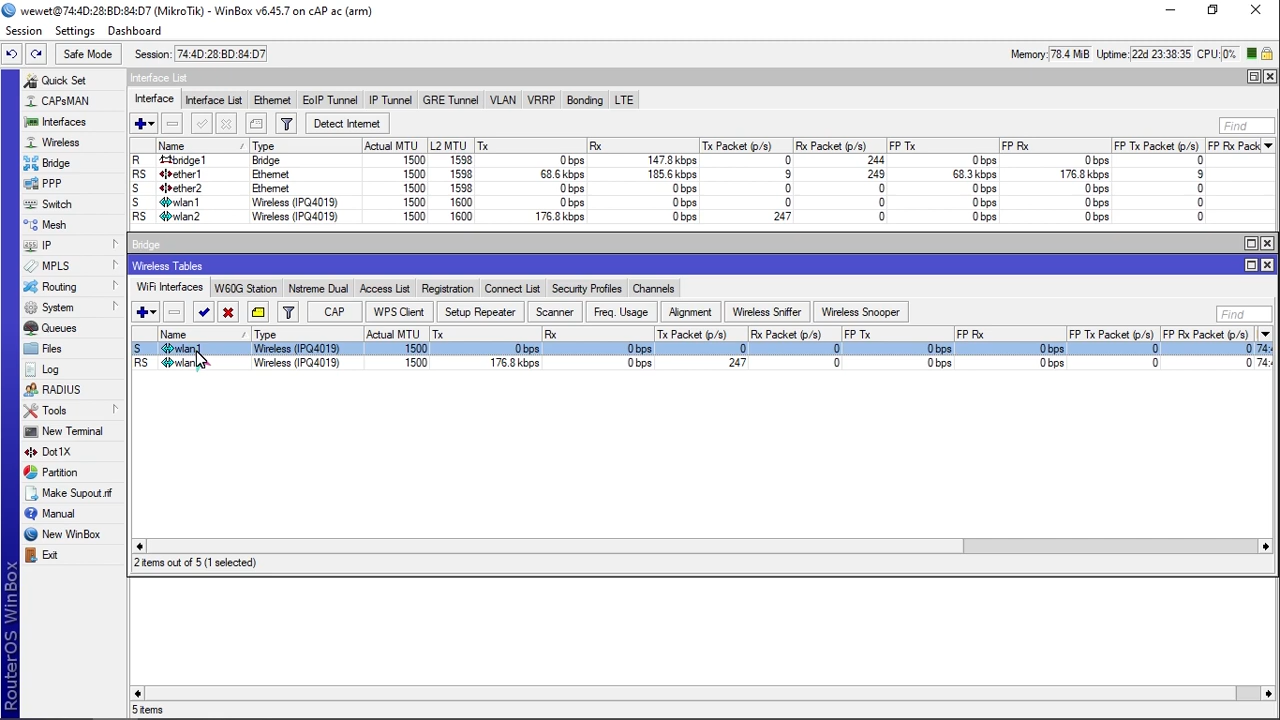 wewet@74:4D:28:BD:84:D7 (MikroTik) - WinBox v6.45.7 on cAP ac (arm)
Session Settings Dashboard
Safe Mode Session: 74:4D:28:BD:84:D7 Memory: 78.4 MiB Uptime: 22d 23:38:35 CPU: 0%
Quick Set
CAPsMAN
Interfaces
Wireless
Bridge
PPP
Switch
Mesh
IP
MPLS
Routing
System
Queues
Files
Log
RADIUS
Tools
New Terminal
Dot1X
Partition
Make Supout.rif
Manual
New WinBox
Exit
RouterOS WinBox
Interface List
Interface Interface List Ethernet EoIP Tunnel IP Tunnel GRE Tunnel VLAN VRRP Bonding LTE
Detect Internet Find
Name Type Actual MTU L2 MTU Tx Rx Tx Packet (p/s) Rx Packet (p/s) FP Tx FP Rx FP Tx Packet (p/s) FP Rx Pack
R bridge1 Bridge 1500 1598 0 bps 147.8 kbps 0 244 0 bps 0 bps 0
RS ether1 Ethernet 1500 1598 68.6 kbps 185.6 kbps 9 249 68.3 kbps 176.8 kbps 9
S ether2 Ethernet 1500 1598 0 bps 0 bps 0 0 0 bps 0 bps 0
S wlan1 Wireless (IPQ4019) 1500 1600 0 bps 0 bps 0 0 0 bps 0 bps 0
RS wlan2 Wireless (IPQ4019) 1500 1600 176.8 kbps 0 bps 247 0 0 bps 0 bps 0
Bridge
Wireless Tables
WiFi Interfaces W60G Station Nstreme Dual Access List Registration Connect List Security Profiles Channels
CAP WPS Client Setup Repeater Scanner Freq. Usage Alignment Wireless Sniffer Wireless Snooper Find
Name Type Actual MTU Tx Rx Tx Packet (p/s) Rx Packet (p/s) FP Tx FP Rx FP Tx Packet (p/s) FP Rx Packet (p/s)
S wlan1 Wireless (IPQ4019) 1500 0 bps 0 bps 0 0 0 bps 0 bps 0 0 74:4
RS wlan Wireless (IPQ4019) 1500 176.8 kbps 0 bps 247 0 0 bps 0 bps 0 0 74:4
2 items out of 5 (1 selected)
5 items